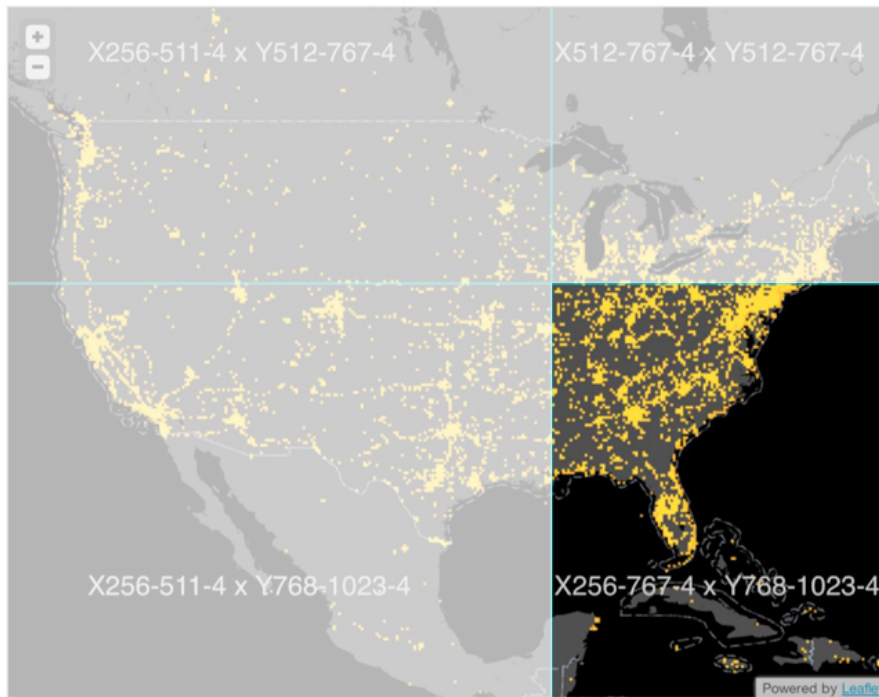 +
−
X256-511-4 x Y512-767-4
X512-767-4 x Y512-767-4
X256-511-4 x Y768-1023-4
X256-767-4 x Y768-1023-4
Powered by Leaflet